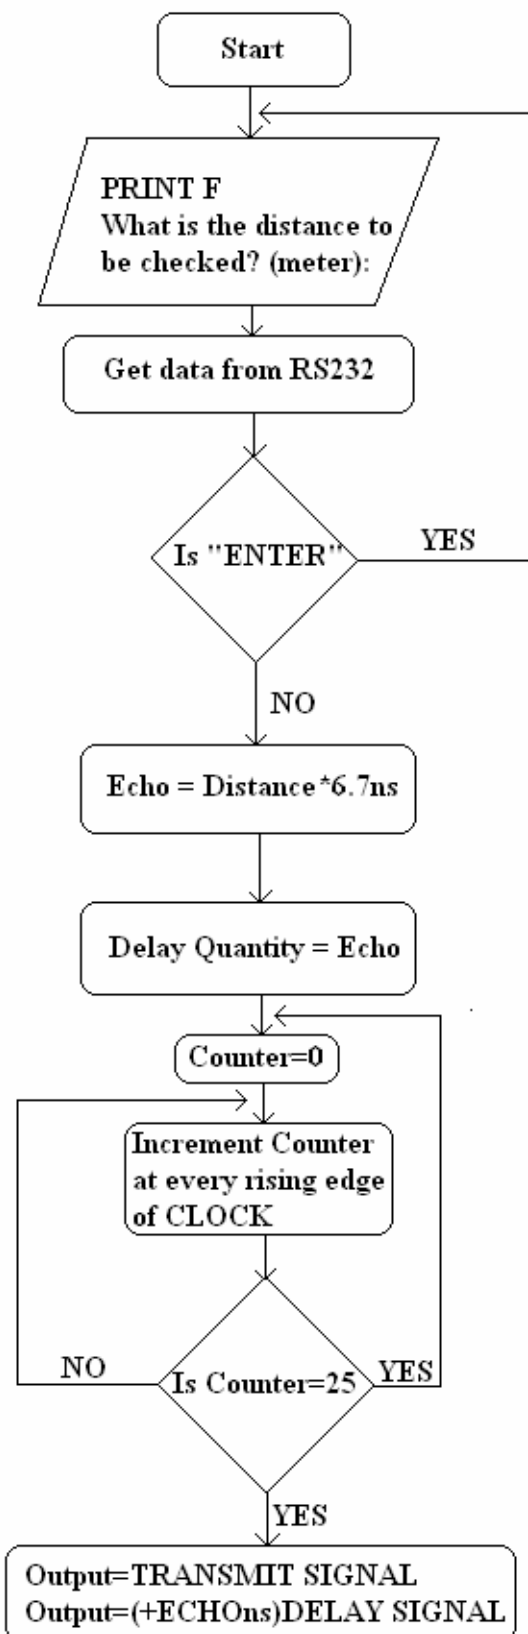 Start
PRINT F
What is the distance to
be checked? (meter):
Get data from RS232
Is "ENTER"
YES
NO
Echo = Distance*6.7ns
Delay Quantity = Echo
Counter=0
Increment Counter
at every rising edge
of CLOCK
NO
Is Counter=25
YES
YES
Output=TRANSMIT SIGNAL
Output=(+ECHOns)DELAY SIGNAL